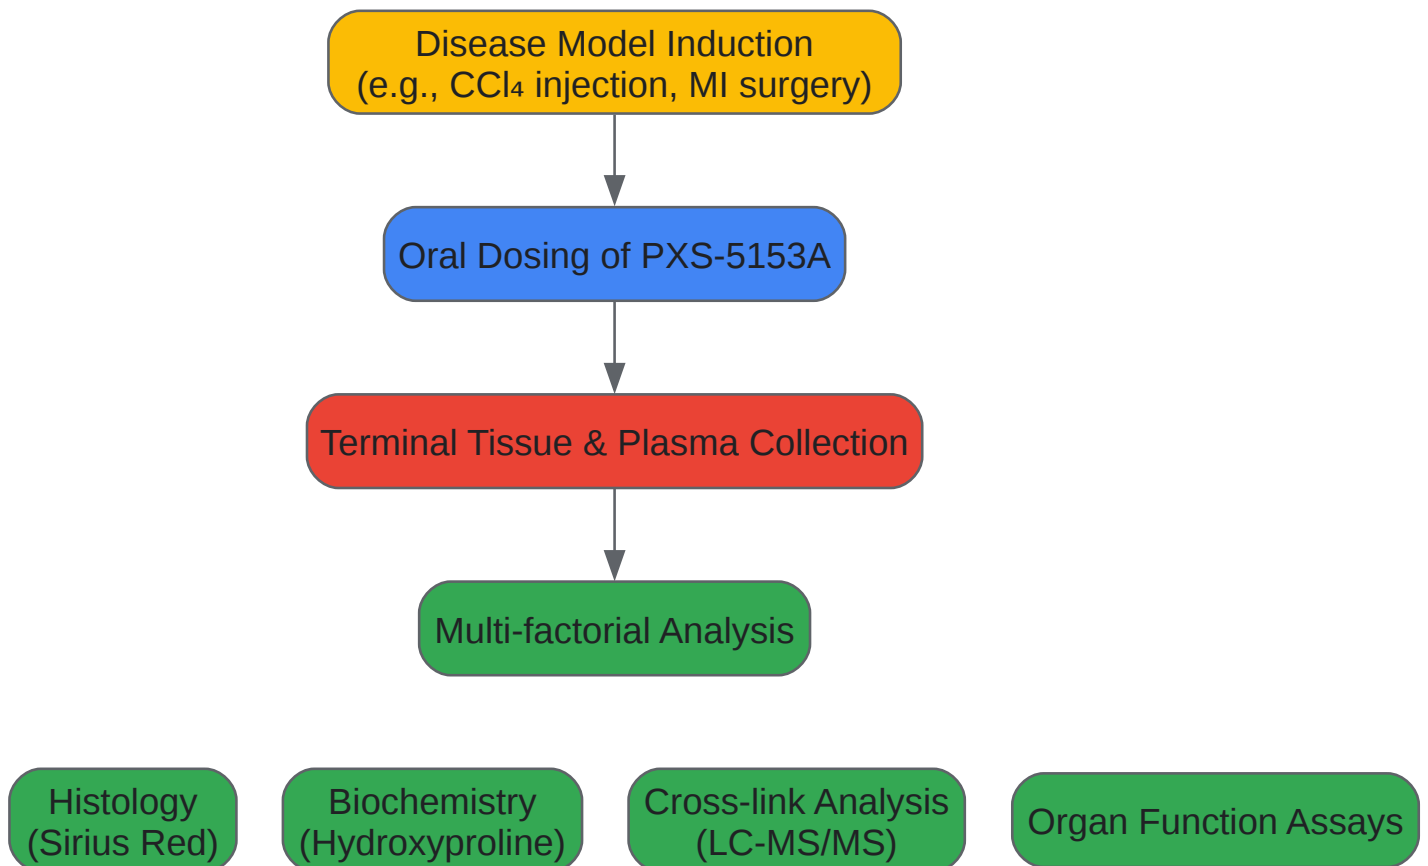 Disease Model Induction
(e.g., CCl₄ injection, MI surgery)
Oral Dosing of PXS-5153A
Terminal Tissue & Plasma Collection
Multi-factorial Analysis
Histology
(Sirius Red)
Biochemistry
(Hydroxyproline)
Cross-link Analysis
(LC-MS/MS)
Organ Function Assays